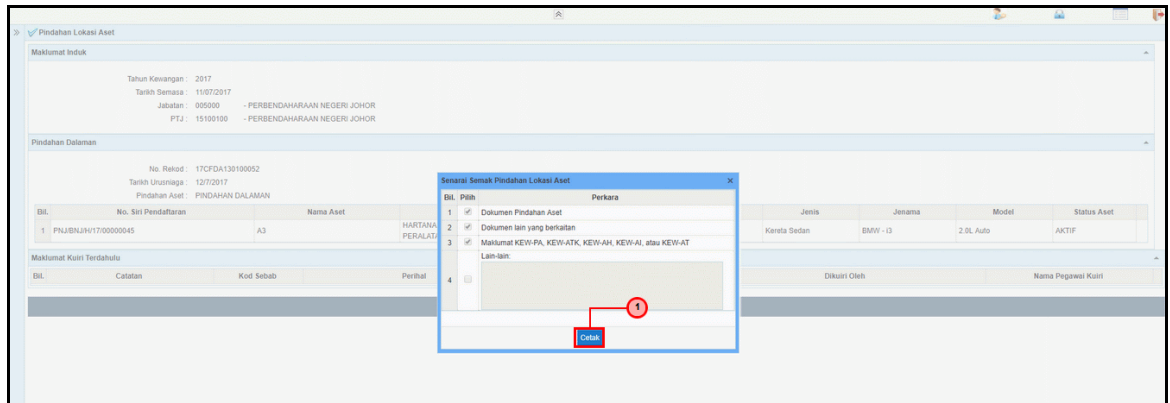 Pindahan Lokasi Aset
Maklumat Induk
Tahun Kewangan : 2017
Tarikh Semasa : 11/07/2017
Jabatan : 005000 - PERBENDAHARAAN NEGERI JOHOR
PTJ : 15100100 - PERBENDAHARAAN NEGERI JOHOR
Pindahan Dalaman
No. Rekod : 17CFDA130100052
Tarikh Urusniaga : 12/7/2017
Pindahan Aset : PINDAHAN DALAMAN
Bil. No. Siri Pendaftaran Nama Aset Jenis Jenama Model Status Aset
1 PNJ/BNJ/H/17/00000045 A3 HARTANA Kereta Sedan BMW - i3 2.0L Auto AKTIF
PERALATA
Maklumat Kuiri Terdahulu
Bil. Catatan Kod Sebab Perihal Dikuiri Oleh Nama Pegawai Kuiri
Senarai Semak Pindahan Lokasi Aset
Bil. Pilih Perkara
1 Dokumen Pindahan Aset
2 Dokumen lain yang berkaitan
3 Maklumat KEW-PA, KEW-ATK, KEW-AH, KEW-AI, atau KEW-AT
4 Lain-lain:
1
Cetak